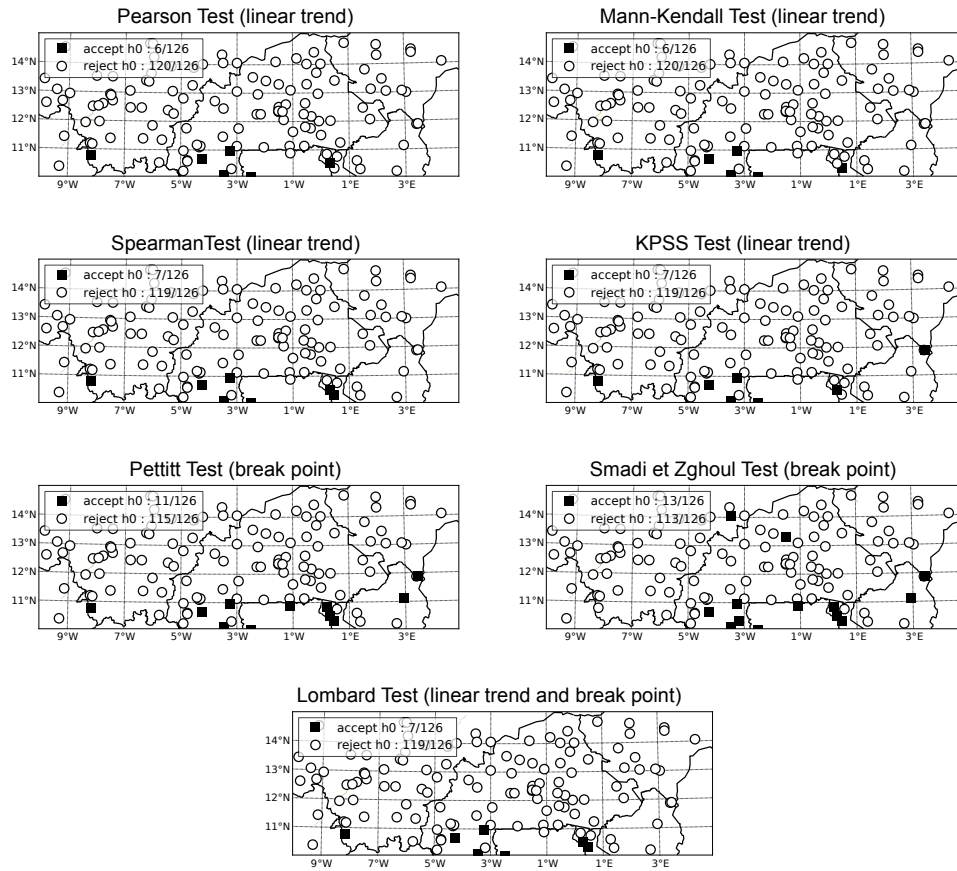 Pearson Test (linear trend)
accept h0 : 6/126
reject h0 : 120/126
14°N
13°N
12°N
11°N
9°W 7°W 5°W 3°W 1°W 1°E 3°E
Mann-Kendall Test (linear trend)
accept h0 : 6/126
reject h0 : 120/126
14°N
13°N
12°N
11°N
9°W 7°W 5°W 3°W 1°W 1°E 3°E
SpearmanTest (linear trend)
accept h0 : 7/126
reject h0 : 119/126
14°N
13°N
12°N
11°N
9°W 7°W 5°W 3°W 1°W 1°E 3°E
KPSS Test (linear trend)
accept h0 : 7/126
reject h0 : 119/126
14°N
13°N
12°N
11°N
9°W 7°W 5°W 3°W 1°W 1°E 3°E
Pettitt Test (break point)
accept h0 : 11/126
reject h0 : 115/126
14°N
13°N
12°N
11°N
9°W 7°W 5°W 3°W 1°W 1°E 3°E
Smadi et Zghoul Test (break point)
accept h0 : 13/126
reject h0 : 113/126
14°N
13°N
12°N
11°N
9°W 7°W 5°W 3°W 1°W 1°E 3°E
Lombard Test (linear trend and break point)
accept h0 : 7/126
reject h0 : 119/126
14°N
13°N
12°N
11°N
9°W 7°W 5°W 3°W 1°W 1°E 3°E